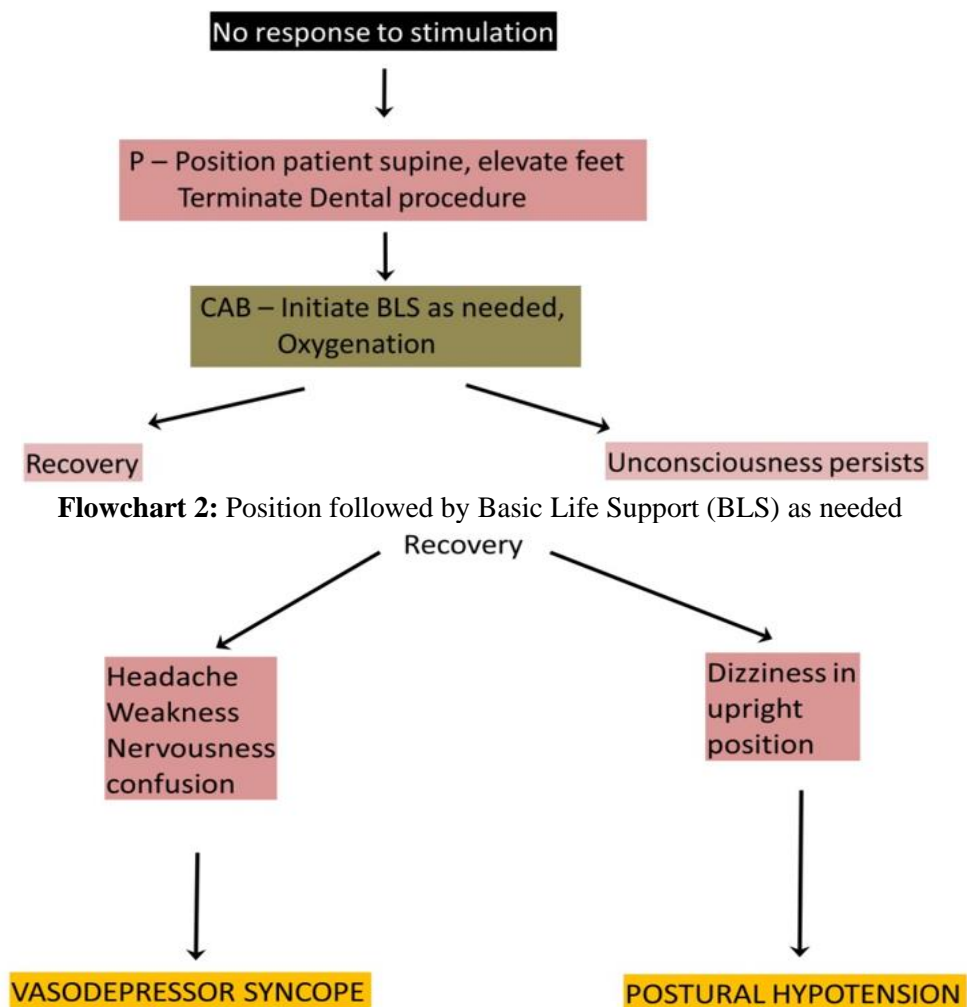 No response to stimulation
P – Position patient supine, elevate feet
Terminate Dental procedure
CAB – Initiate BLS as needed,
Oxygenation
Recovery
Unconsciousness persists
Flowchart 2: Position followed by Basic Life Support (BLS) as needed
Recovery
Headache
Weakness
Nervousness
confusion
Dizziness in
upright
position
VASODEPRESSOR SYNCOPE
POSTURAL HYPOTENSION